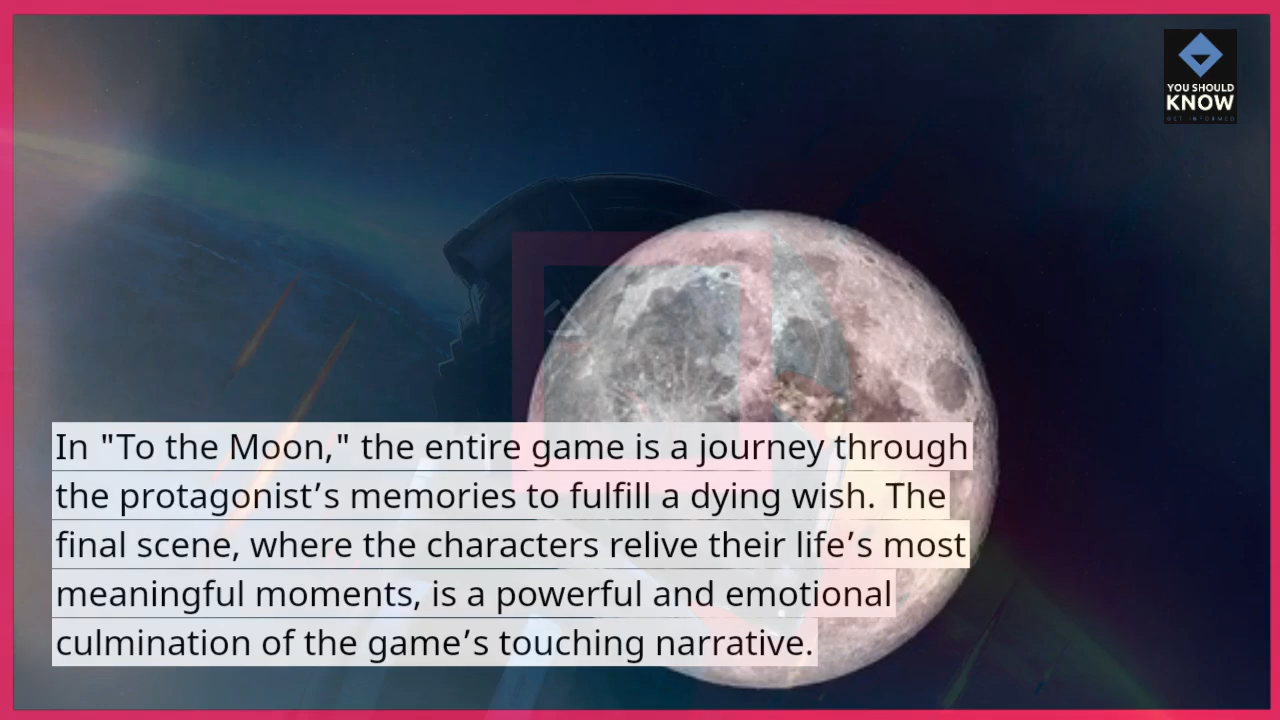 YOU SHOULD
KNOW
GET INFORMED
In "To the Moon," the entire game is a journey through
the protagonist’s memories to fulfill a dying wish. The
final scene, where the characters relive their life’s most
meaningful moments, is a powerful and emotional
culmination of the game’s touching narrative.